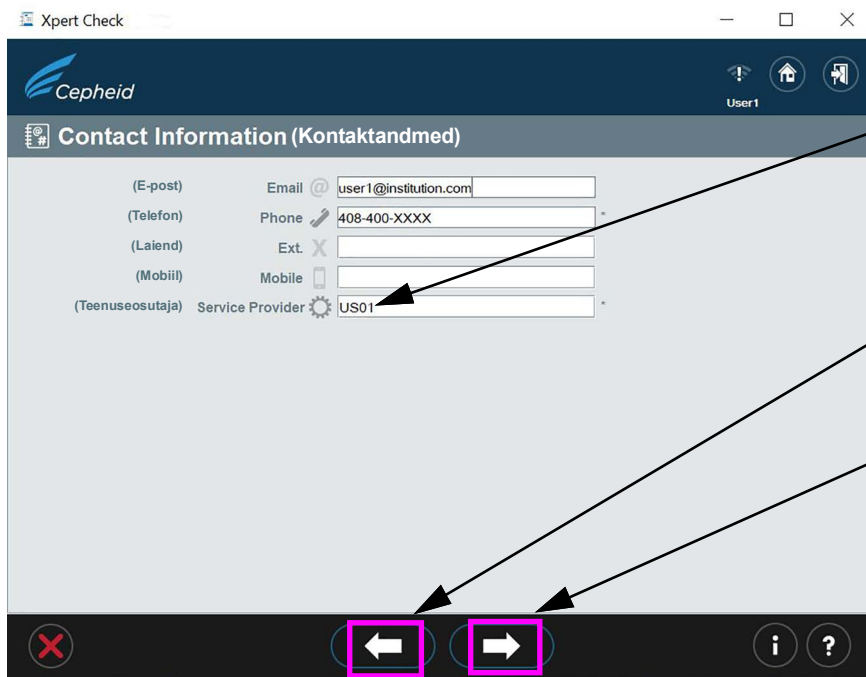 Xpert Check
Cepheid
User1
Contact Information (Kontaktandmed)
(E-post) Email @ user1@institution.com
(Telefon) Phone 408-400-XXXX *
(Laiend) Ext. X
(Mobiil) Mobile
(Teenuseosutaja) Service Provider US01 *
i ?